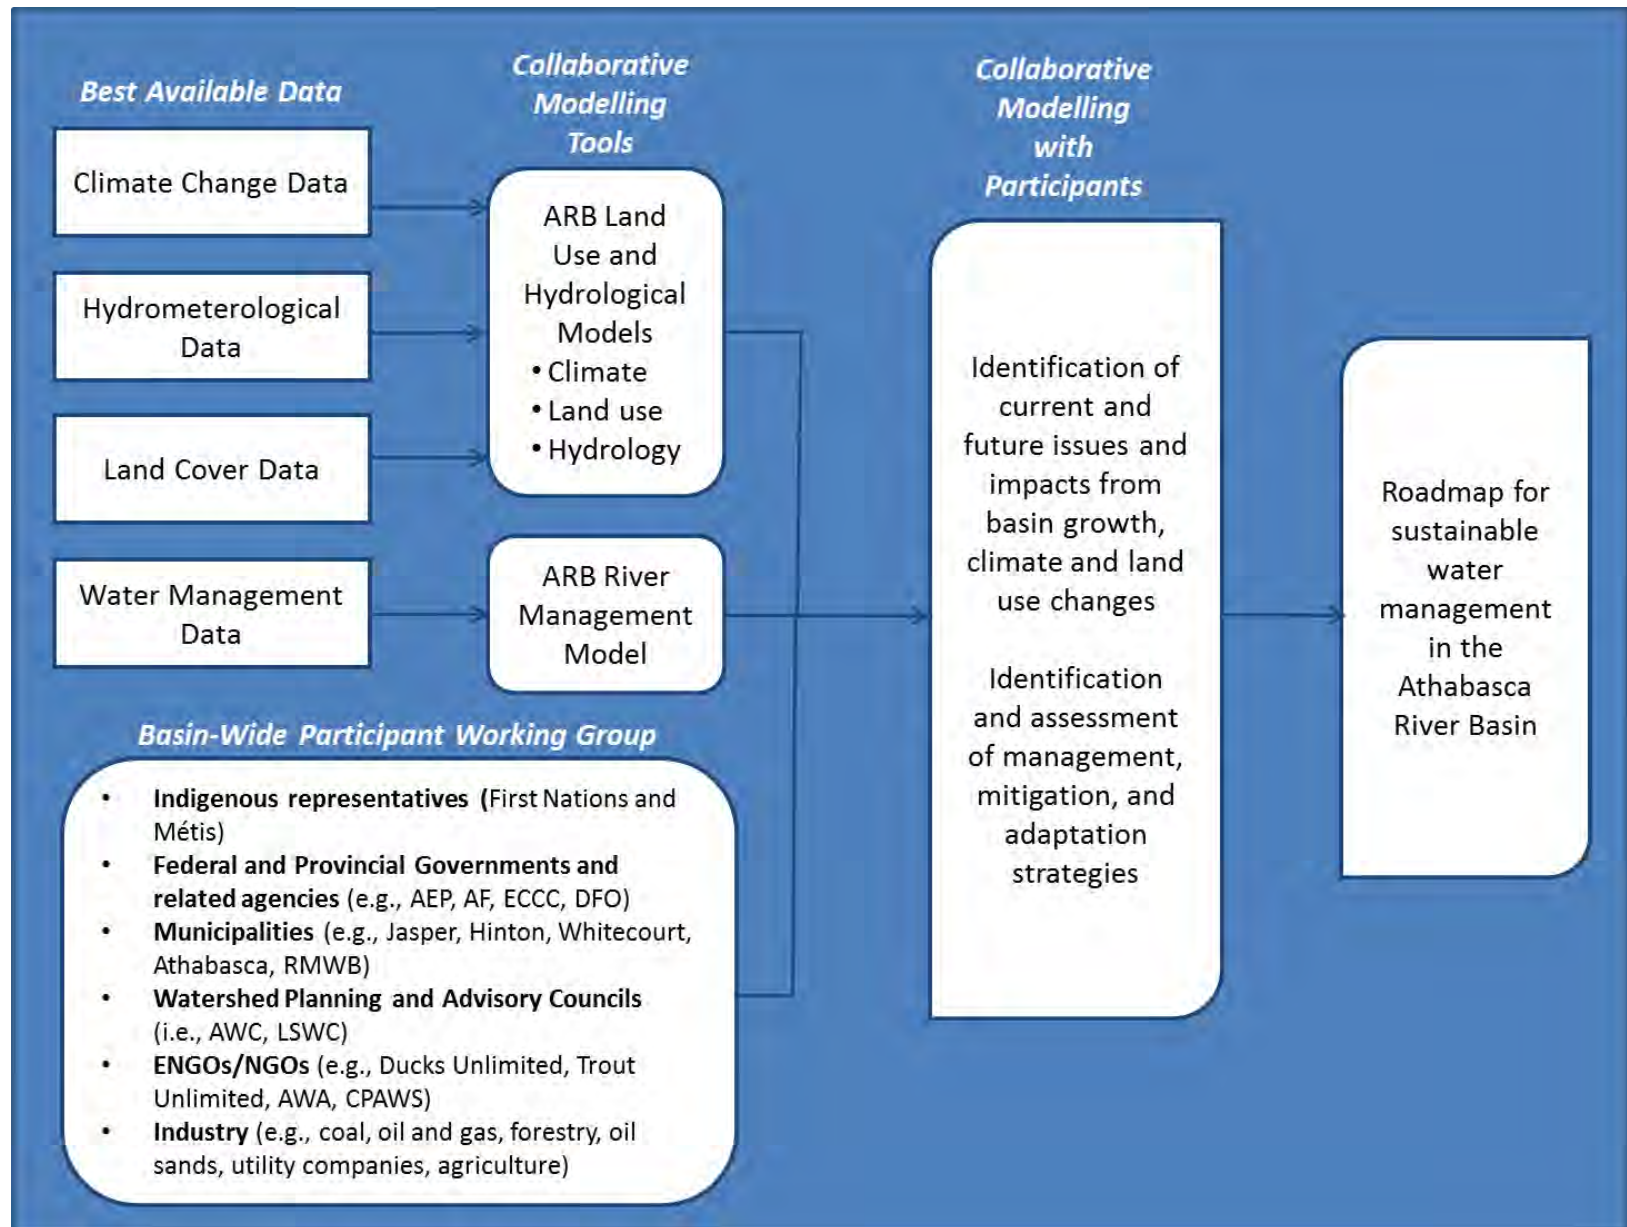 Best Available Data
Climate Change Data
Hydrometerological
Data
Land Cover Data
Water Management
Data
Collaborative
Modelling
Tools
ARB Land
Use and
Hydrological
Models
• Climate
• Land use
• Hydrology
ARB River
Management
Model
Basin-Wide Participant Working Group
• Indigenous representatives (First Nations and
Métis)
• Federal and Provincial Governments and
related agencies (e.g., AEP, AF, ECCC, DFO)
• Municipalities (e.g., Jasper, Hinton, Whitecourt,
Athabasca, RMWB)
• Watershed Planning and Advisory Councils
(i.e., AWC, LSWC)
• ENGOs/NGOs (e.g., Ducks Unlimited, Trout
Unlimited, AWA, CPAWS)
• Industry (e.g., coal, oil and gas, forestry, oil
sands, utility companies, agriculture)
Collaborative
Modelling
with
Participants
Identification of
current and
future issues and
impacts from
basin growth,
climate and land
use changes
Identification
and assessment
of management,
mitigation, and
adaptation
strategies
Roadmap for
sustainable
water
management
in the
Athabasca
River Basin